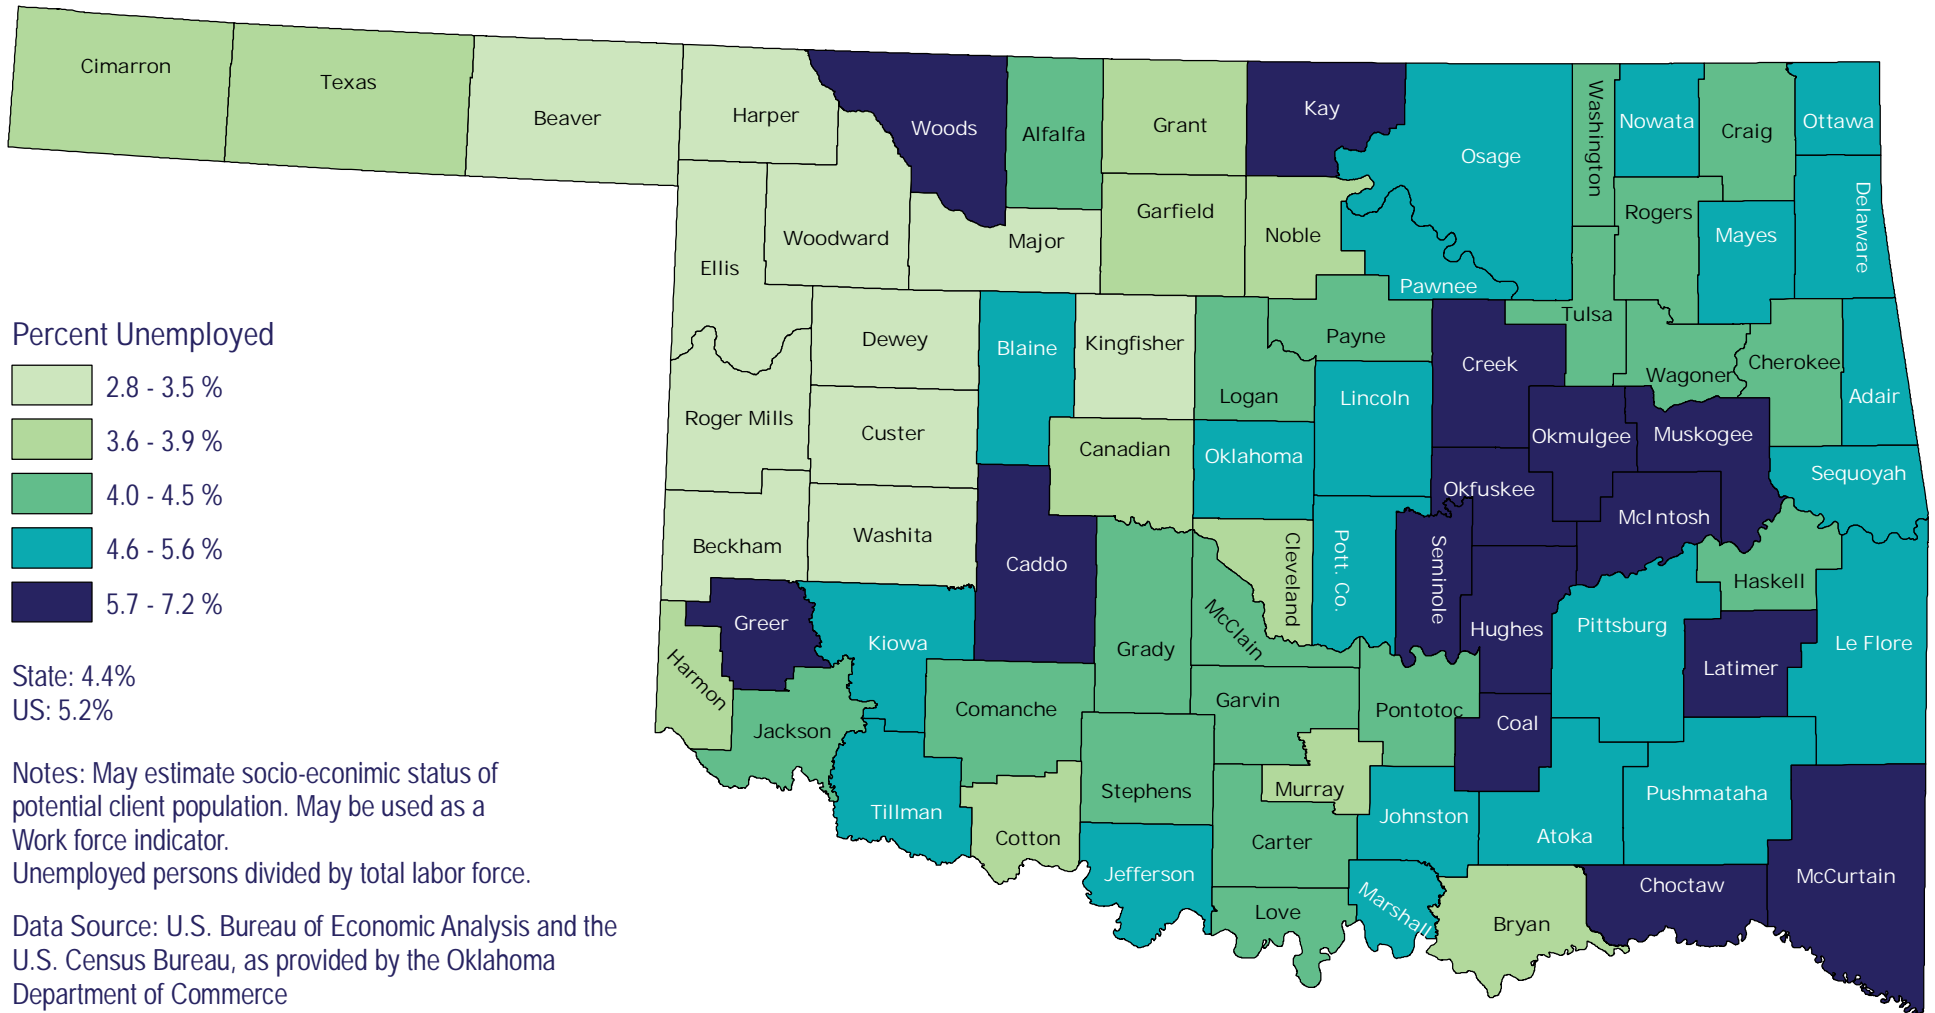 Cimarron
Texas
Beaver
Harper
Woods
Alfalfa
Grant
Kay
Osage
Washington
Nowata
Craig
Ottawa
Delaware
Ellis
Woodward
Major
Garfield
Noble
Pawnee
Rogers
Mayes
Dewey
Blaine
Kingfisher
Logan
Payne
Creek
Tulsa
Wagoner
Cherokee
Adair
Roger Mills
Custer
Canadian
Oklahoma
Lincoln
Okmulgee
Muskogee
Sequoyah
Okfuskee
McIntosh
Beckham
Washita
Caddo
Cleveland
Pott. Co.
Seminole
Haskell
Greer
Kiowa
Grady
McClain
Hughes
Pittsburg
Latimer
Le Flore
Harmon
Jackson
Comanche
Garvin
Pontotoc
Coal
Tillman
Cotton
Stephens
Murray
Carter
Johnston
Atoka
Pushmataha
Jefferson
Love
Marshall
Bryan
Choctaw
McCurtain
Percent Unemployed
2.8 - 3.5 %
3.6 - 3.9 %
4.0 - 4.5 %
4.6 - 5.6 %
5.7 - 7.2 %
State: 4.4%
US: 5.2%
Notes: May estimate socio-econimic status of
potential client population. May be used as a
Work force indicator.
Unemployed persons divided by total labor force.
Data Source: U.S. Bureau of Economic Analysis and the
U.S. Census Bureau, as provided by the Oklahoma
Department of Commerce